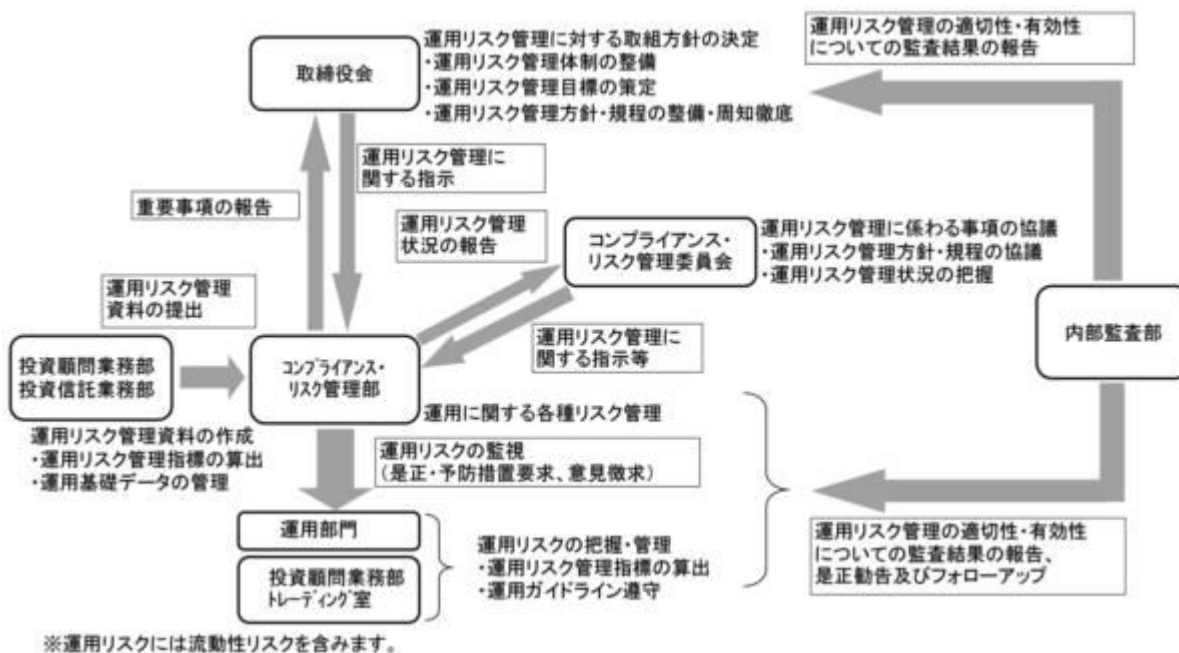 取締役会
運用リスク管理に対する取組方針の決定
・運用リスク管理体制の整備
・運用リスク管理目標の策定
・運用リスク管理方針・規程の整備・周知徹底
運用リスク管理の適切性・有効性
についての監査結果の報告
運用リスク管理に
関する指示
重要事項の報告
運用リスク管理
状況の報告
コンプライアンス・
リスク管理委員会
運用リスク管理に係わる事項の協議
・運用リスク管理方針・規程の協議
・運用リスク管理状況の把握
運用リスク管理
資料の提出
運用リスク管理に
関する指示等
内部監査部
投資顧問業務部
投資信託業務部
コンプライアンス・
リスク管理部
運用に関する各種リスク管理
運用リスク管理資料の作成
・運用リスク管理指標の算出
・運用基礎データの管理
運用リスクの監視
(是正・予防措置要求、意見徴求)
運用部門
投資顧問業務部
トレーディング室
運用リスクの把握・管理
・運用リスク管理指標の算出
・運用ガイドライン遵守
運用リスク管理の適切性・有効性
についての監査結果の報告、
是正勧告及びフォローアップ
※運用リスクには流動性リスクを含みます。